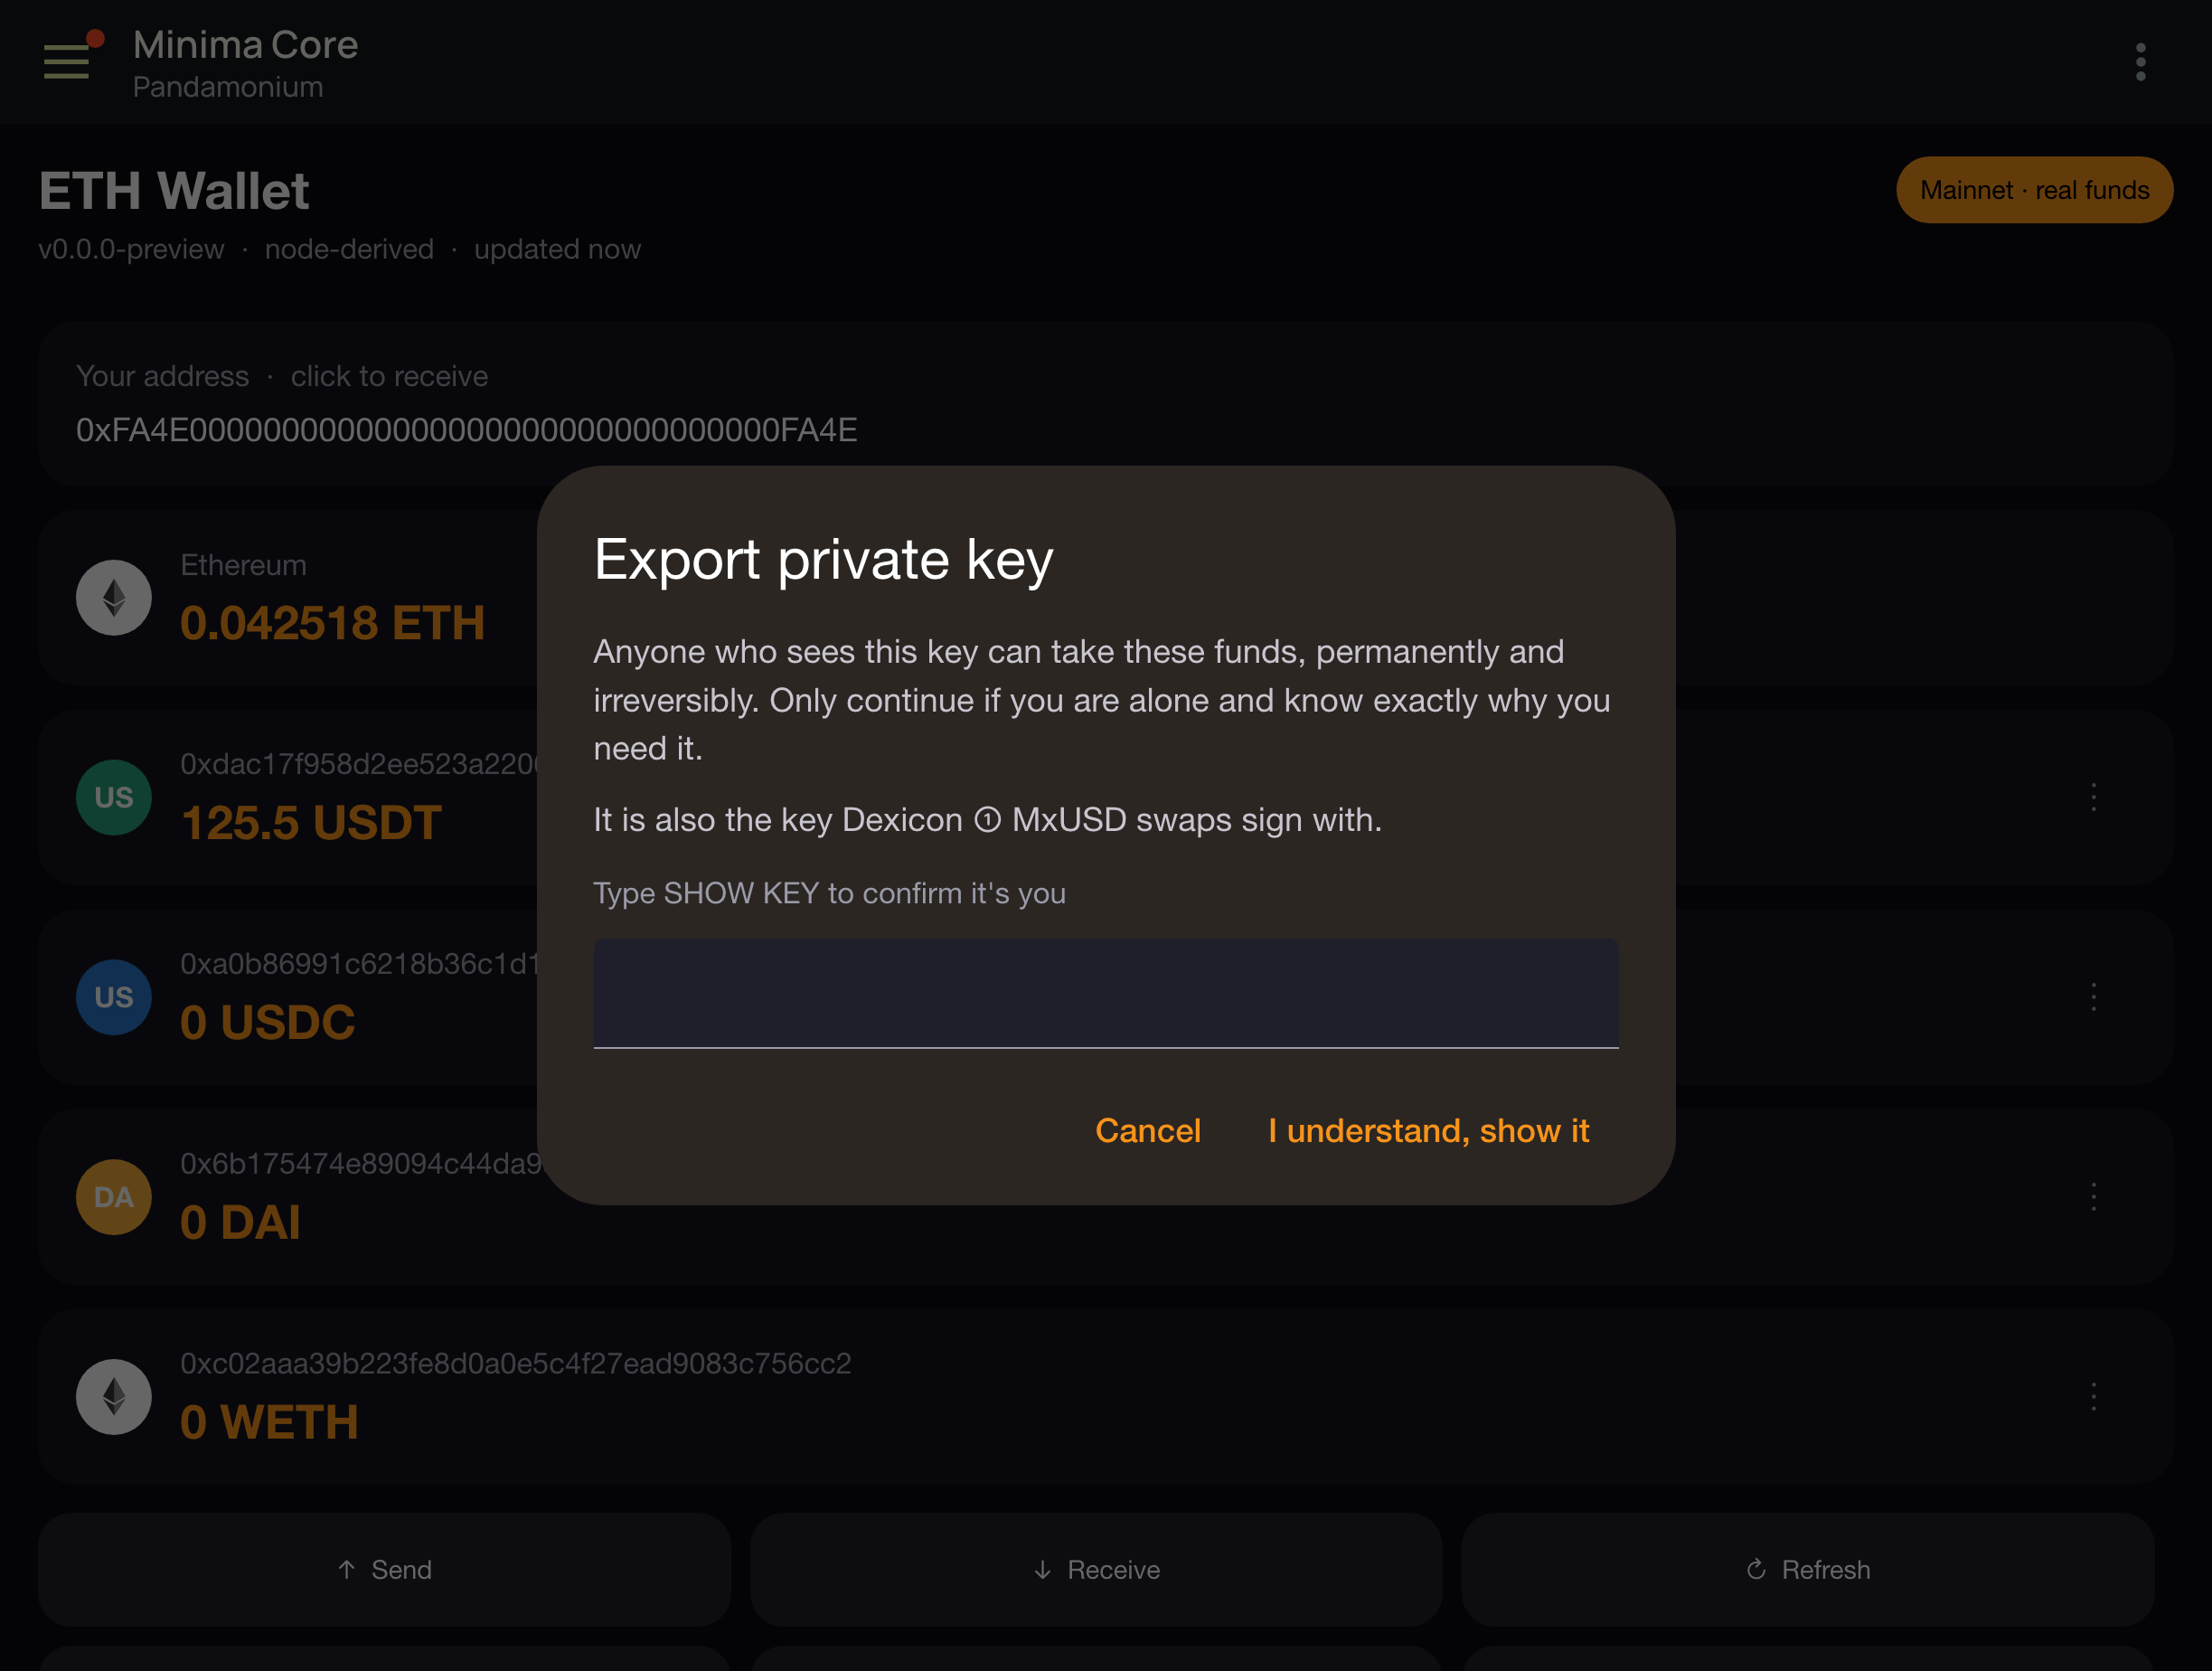 Minima Core
Pandamonium
ETH Wallet
Mainnet · real funds
v0.0.0-preview · node-derived · updated now
Your address · click to receive
0xFA4E00000000000000000000000000000000FA4E
Export private key
Anyone who sees this key can take these funds, permanently and
irreversibly. Only continue if you are alone and know exactly why you
need it.
It is also the key Dexicon ① MxUSD swaps sign with.
Type SHOW KEY to confirm it's you
Cancel
I understand, show it
Ethereum
0.042518 ETH
US
0xdac17f958d2ee523a220
125.5 USDT
US
0xa0b86991c6218b36c1d1
0 USDC
DA
0x6b175474e89094c44da9
0 DAI
0xc02aaa39b223fe8d0a0e5c4f27ead9083c756cc2
0 WETH
Send
Receive
Refresh